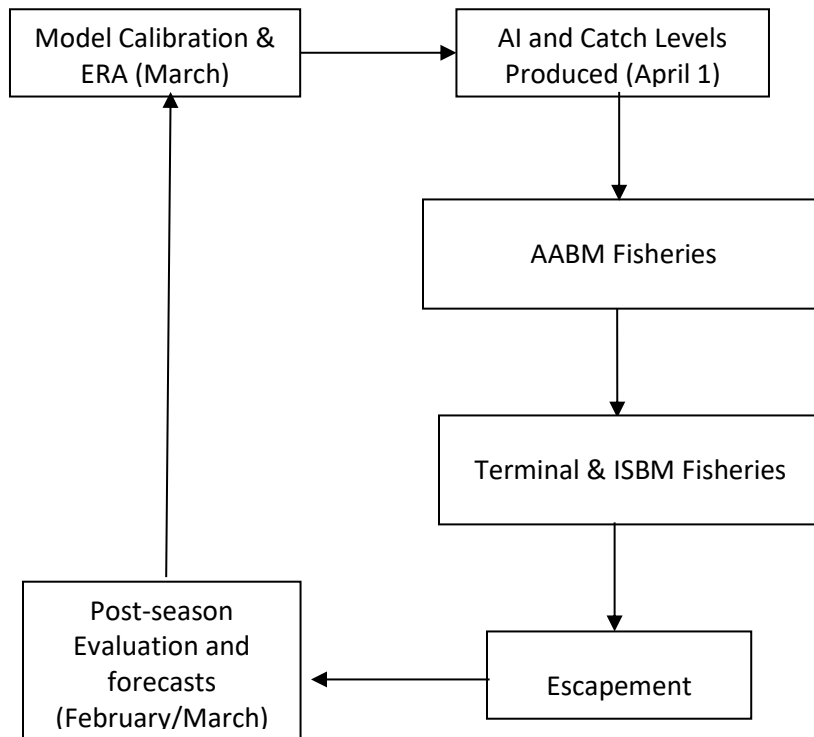 Model Calibration &
ERA (March)
AI and Catch Levels
Produced (April 1)
AABM Fisheries
Terminal & ISBM Fisheries
Escapement
Post-season
Evaluation and
forecasts
(February/March)